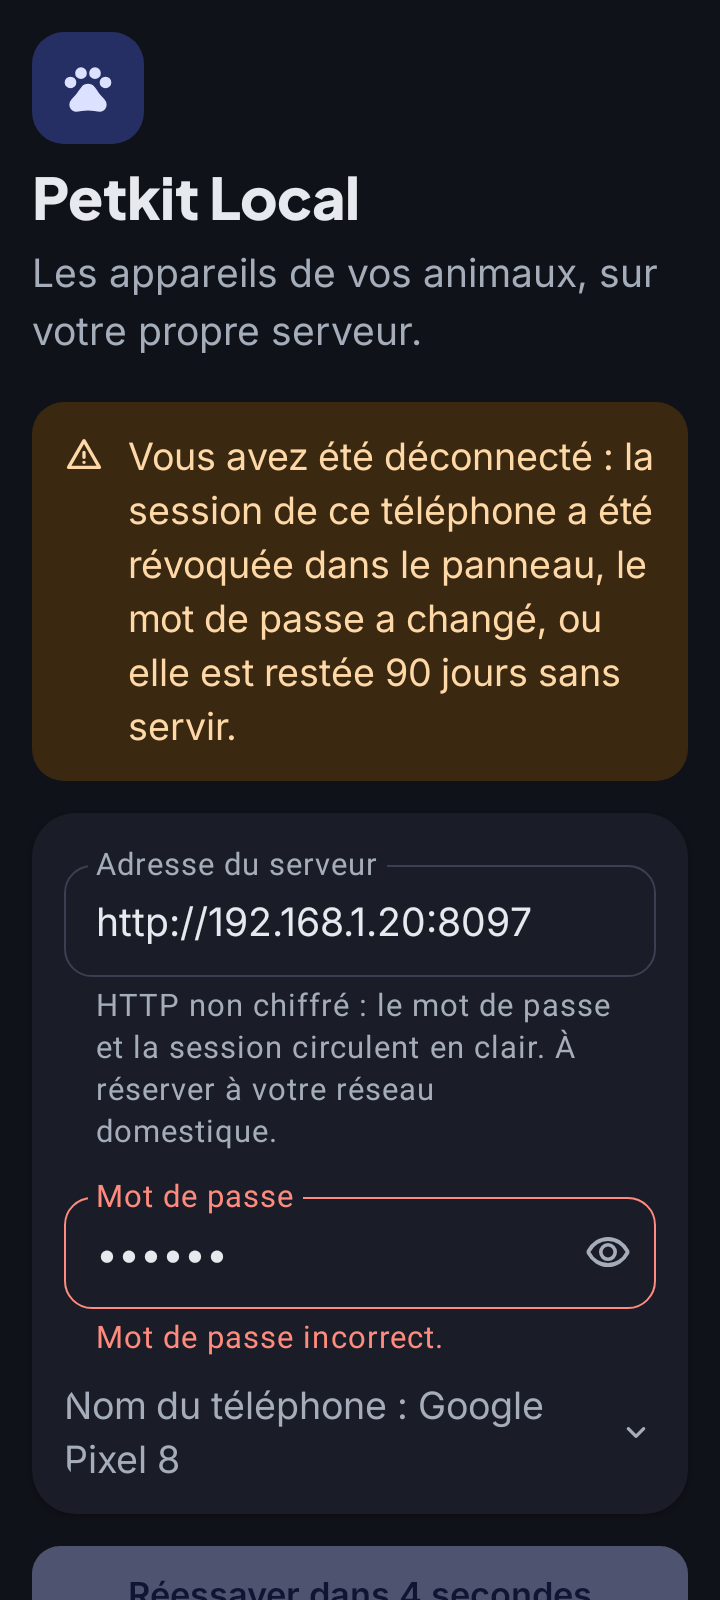 Petkit Local
Les appareils de vos animaux, sur
votre propre serveur.
Vous avez été déconnecté : la
session de ce téléphone a été
révoquée dans le panneau, le
mot de passe a changé, ou
elle est restée 90 jours sans
servir.
Adresse du serveur
http://192.168.1.20:8097
HTTP non chiffré : le mot de passe
et la session circulent en clair. À
réserver à votre réseau
domestique.
Mot de passe
••••••
Mot de passe incorrect.
Nom du téléphone : Google
Pixel 8
Réessayer dans 4 secondes